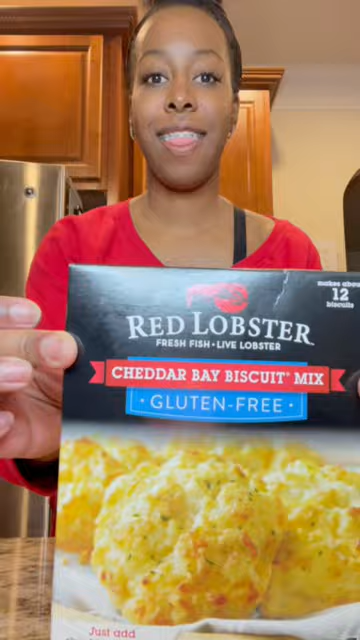 makes about
12
biscuits
RED LOBSTER
FRESH FISH • LIVE LOBSTER
CHEDDAR BAY BISCUIT® MIX
• GLUTEN-FREE •
Just add